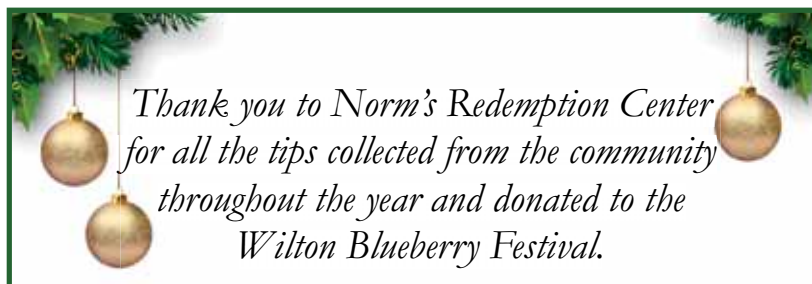 Thank you to Norm's Redemption Center
for all the tips collected from the community
throughout the year and donated to the
Wilton Blueberry Festival.